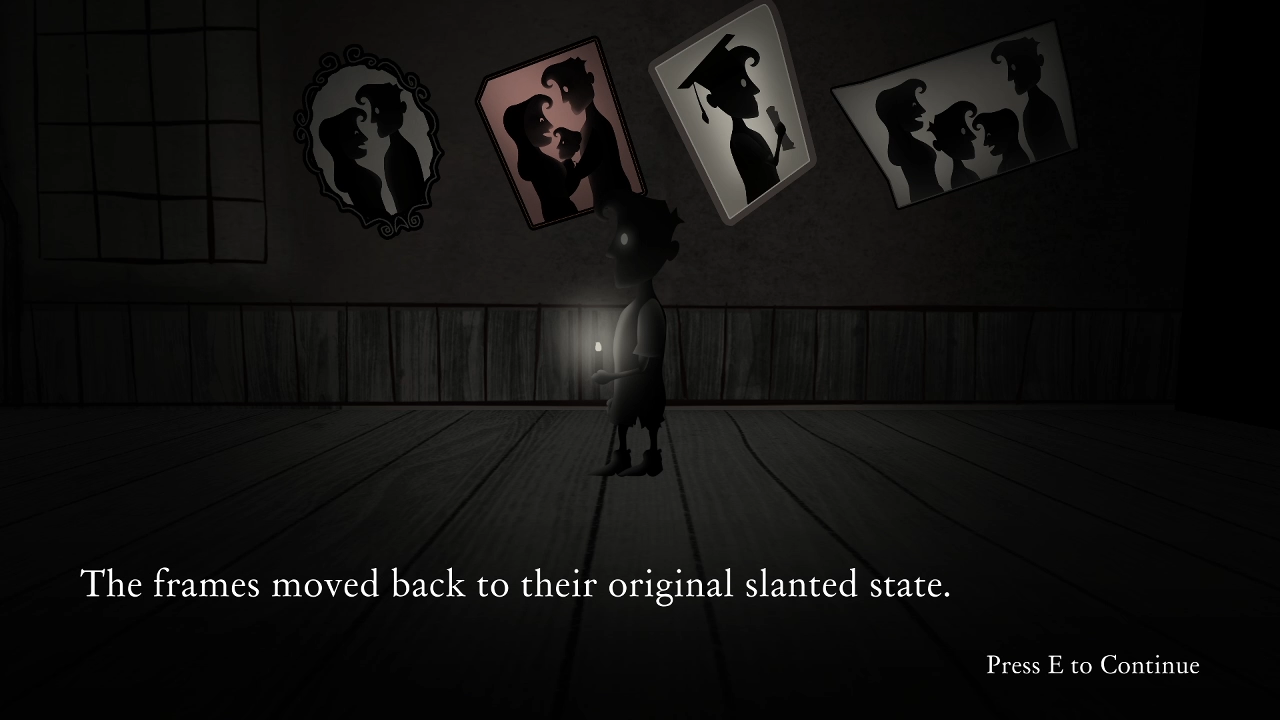 The frames moved back to their original slanted state.
Press E to Continue